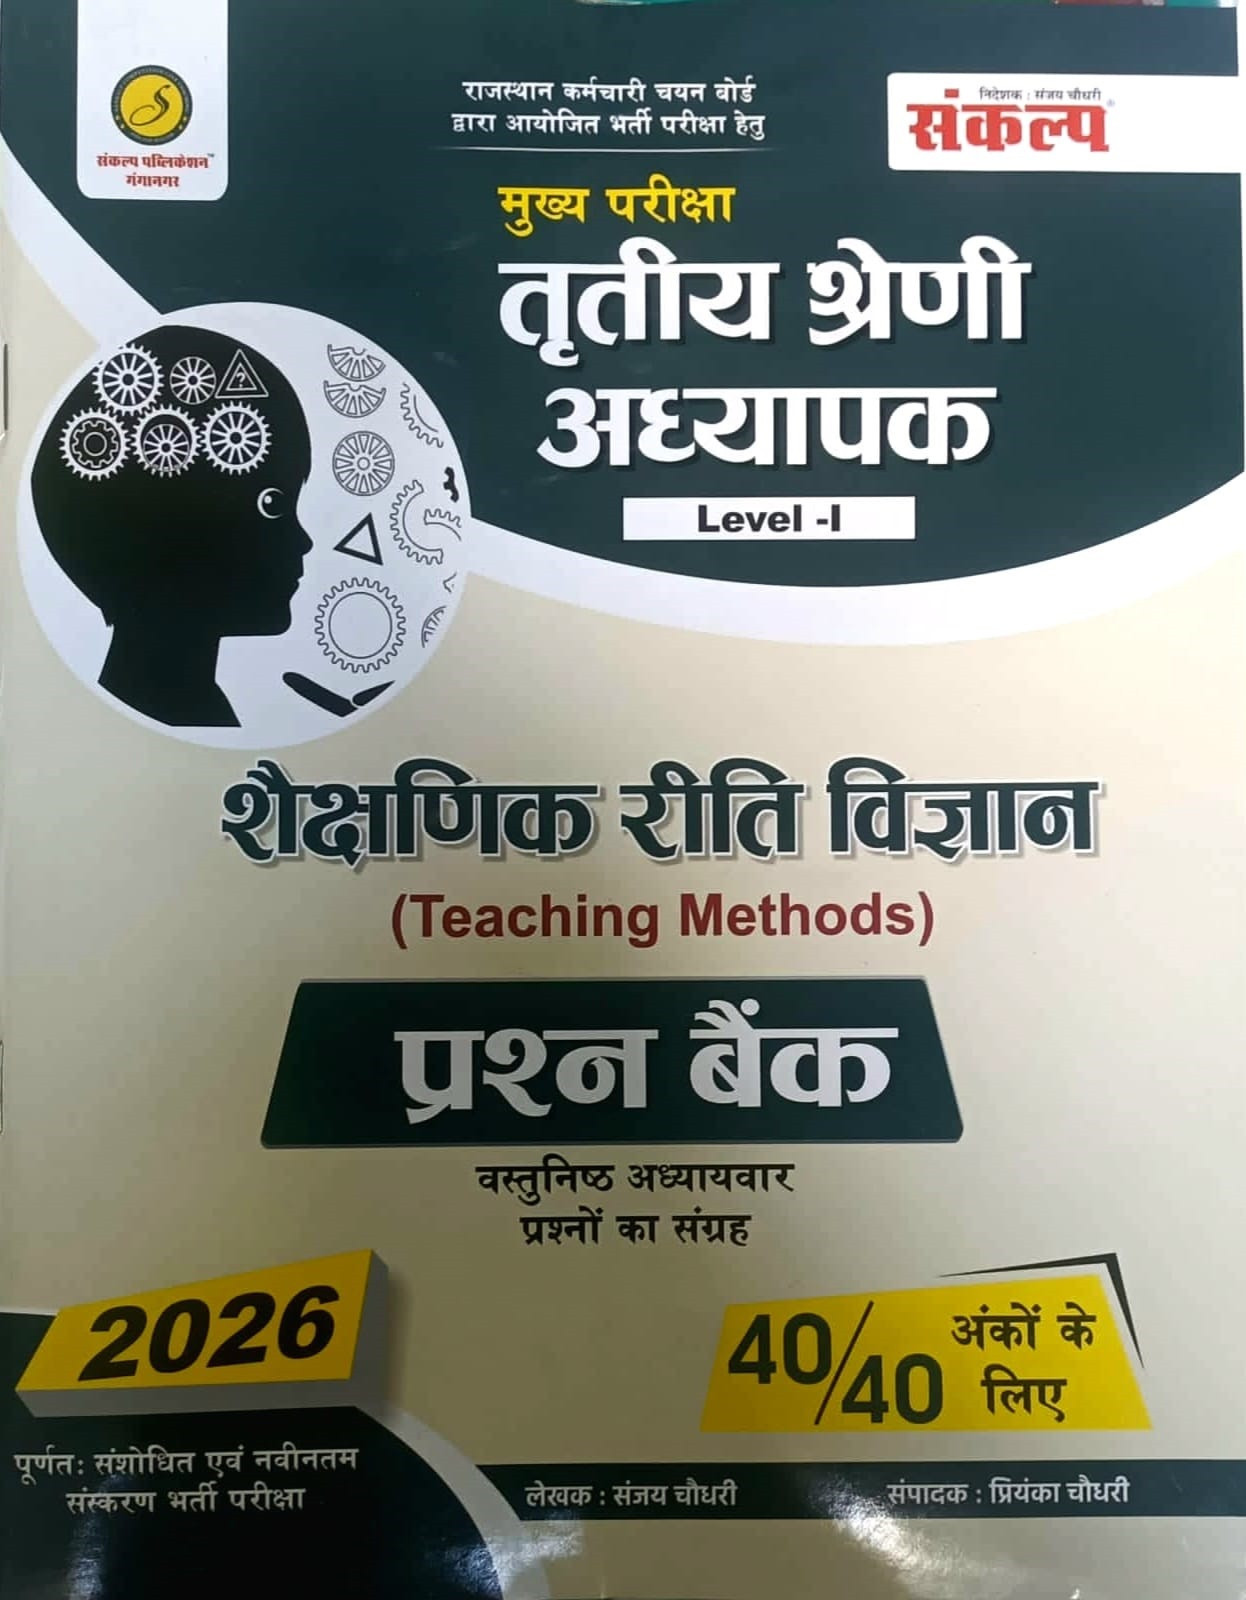 संकल्प पब्लिकेशन™
गंगानगर
राजस्थान कर्मचारी चयन बोर्ड
द्वारा आयोजित भर्ती परीक्षा हेतु
निदेशक : संजय चौधरी
संकल्प®
मुख्य परीक्षा
तृतीय श्रेणी
अध्यापक
Level -I
?
शैक्षणिक रीति विज्ञान
(Teaching Methods)
प्रश्न बैंक
वस्तुनिष्ठ अध्यायवार
प्रश्नों का संग्रह
2026
40/40 अंकों के
लिए
पूर्णत: संशोधित एवं नवीनतम
संस्करण भर्ती परीक्षा
लेखक : संजय चौधरी
संपादक : प्रियंका चौधरी